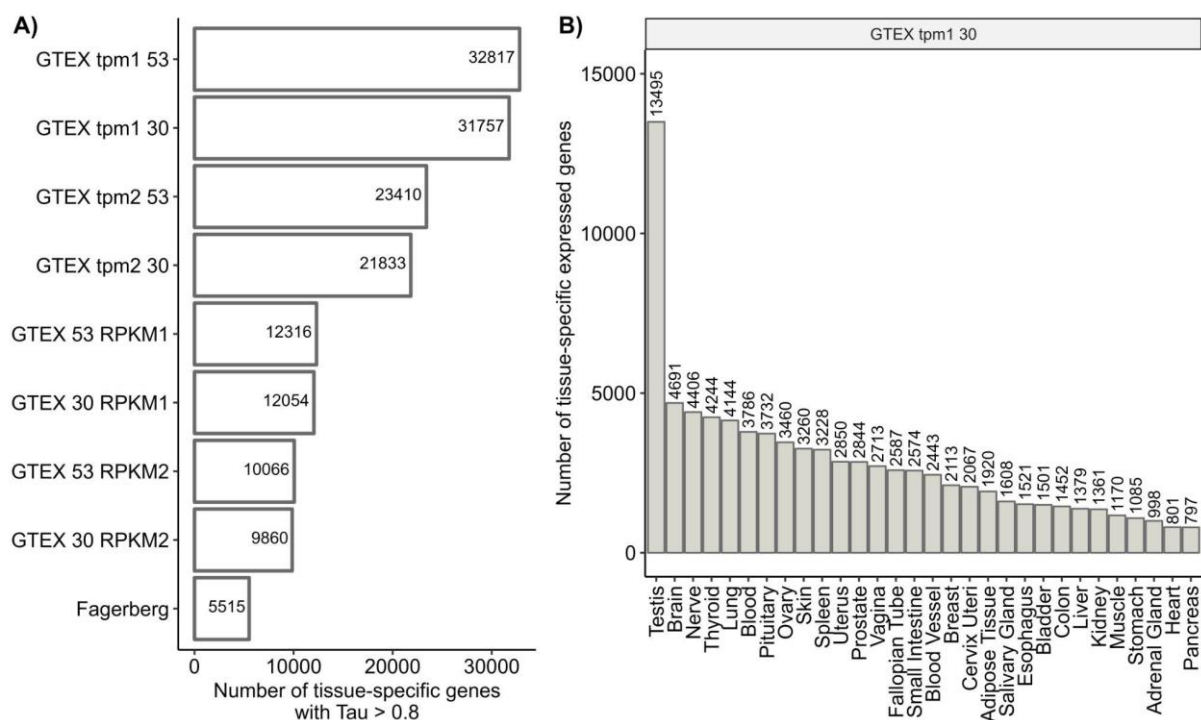 A)
GTEX tpm1 53
32817
GTEX tpm1 30
31757
GTEX tpm2 53
23410
GTEX tpm2 30
21833
GTEX 53 RPKM1
12316
GTEX 30 RPKM1
12054
GTEX 53 RPKM2
10066
GTEX 30 RPKM2
9860
Fagerberg
5515
0
10000
20000
30000
Number of tissue-specific genes
with Tau > 0.8
B)
GTEX tpm1 30
Number of tissue-specific expressed genes
15000
10000
5000
0
13495
4691
4406
4244
4144
3786
3732
3460
3260
3228
2850
2844
2713
2587
2574
2443
2113
2067
1920
1608
1521
1501
1452
1379
1361
1170
1085
998
801
797
Testis
Brain
Nerve
Thyroid
Lung
Blood
Pituitary
Ovary
Skin
Spleen
Uterus
Prostate
Vagina
Fallopian Tube
Small Intestine
Blood Vessel
Breast
Cervix Uteri
Adipose Tissue
Salivary Gland
Esophagus
Bladder
Colon
Liver
Kidney
Muscle
Stomach
Adrenal Gland
Heart
Pancreas